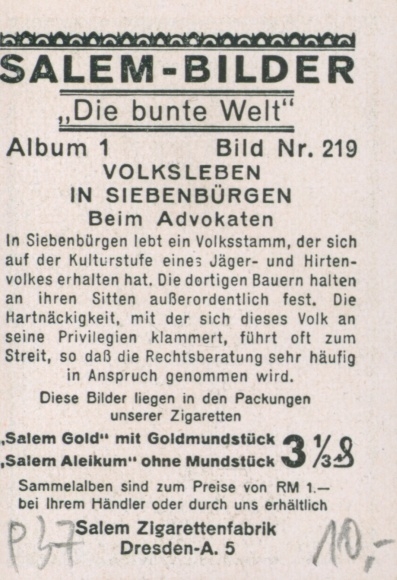 SALEM-BILDER
„Die bunte Welt“
Album 1 Bild Nr. 219
VOLKSLEBEN
IN SIEBENBÜRGEN
Beim Advokaten
In Siebenbürgen lebt ein Volksstamm, der sich
auf der Kulturstufe eines Jäger- und Hirten-
volkes erhalten hat. Die dortigen Bauern halten
an ihren Sitten außerordentlich fest. Die
Hartnäckigkeit, mit der sich dieses Volk an
seine Privilegien klammert, führt oft zum
Streit, so daß die Rechtsberatung sehr häufig
in Anspruch genommen wird.
Diese Bilder liegen in den Packungen
unserer Zigaretten
„Salem Gold“ mit Goldmundstück
„Salem Aleikum“ ohne Mundstück 3 1/3 ₰
Sammelalben sind zum Preise von RM 1.—
bei Ihrem Händler oder durch uns erhältlich
Salem Zigarettenfabrik
Dresden-A. 5
P37
10,-